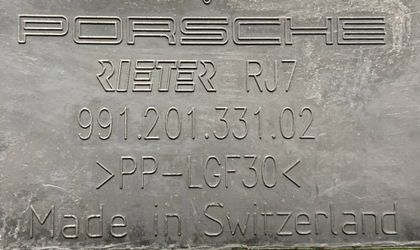 PORSCHE
RIETER RJ7
991.201.331.02
>PP-LGF30<
Made in Switzerland